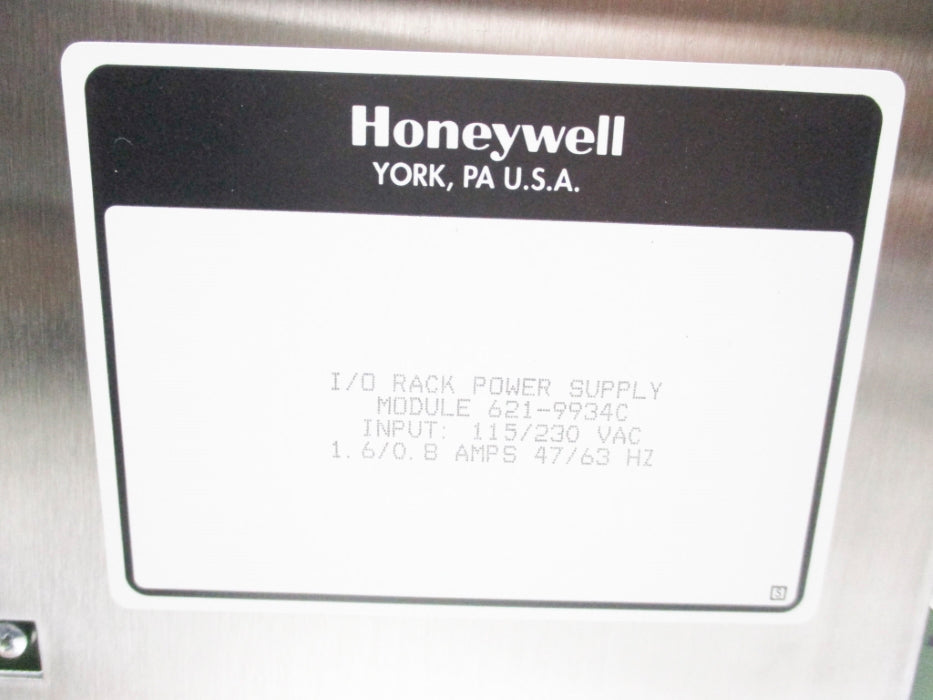 Honeywell
YORK, PA U.S.A.
I/O RACK POWER SUPPLY
MODULE 621-9934C
INPUT: 115/230 VAC
1.6/0.8 AMPS 47/63 HZ